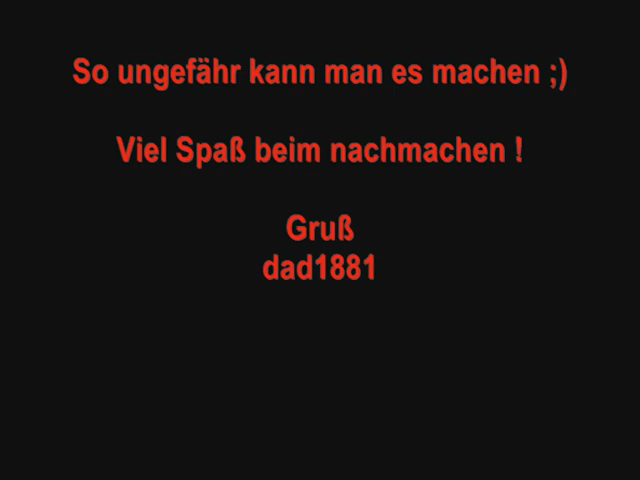 So ungefähr kann man es machen ;)
Viel Spaß beim nachmachen !
Gruß
dad1881